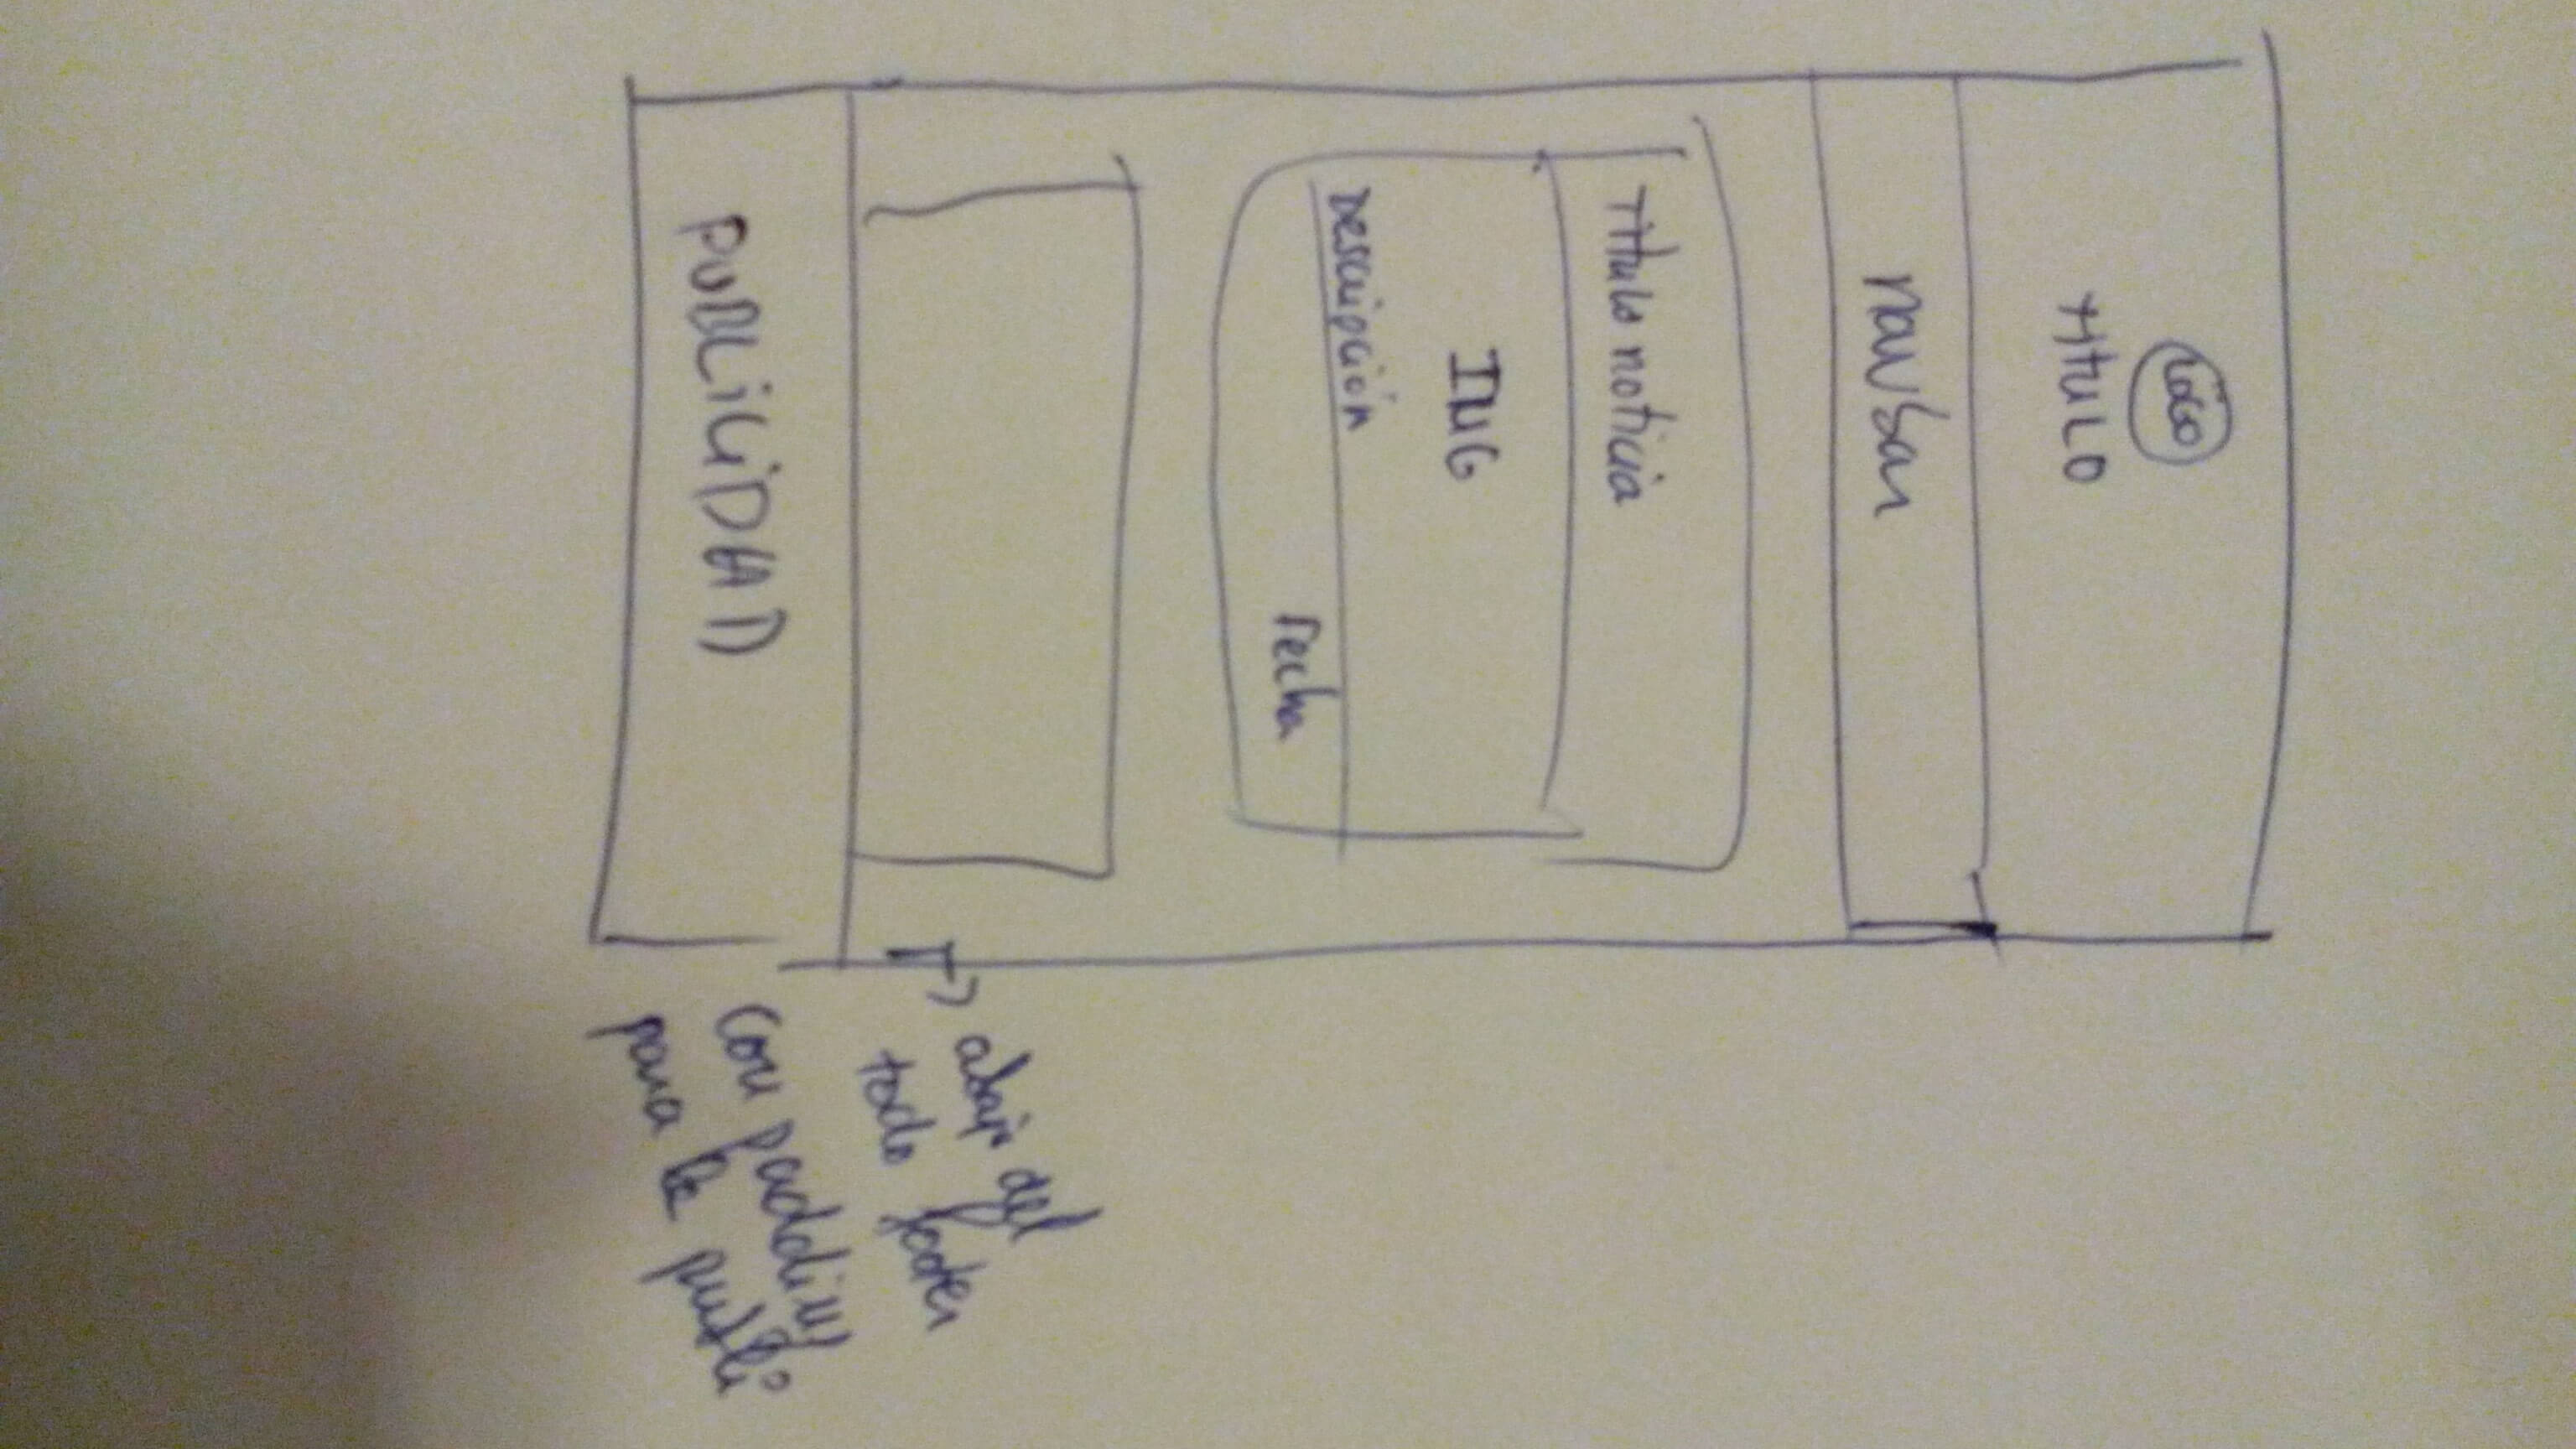 LOGO
tITULO
navbar
Titulo noticia
IMG
Descripción
Fecha
PUBLICIDAD
abajo del
todo footer
con padding
para la publi